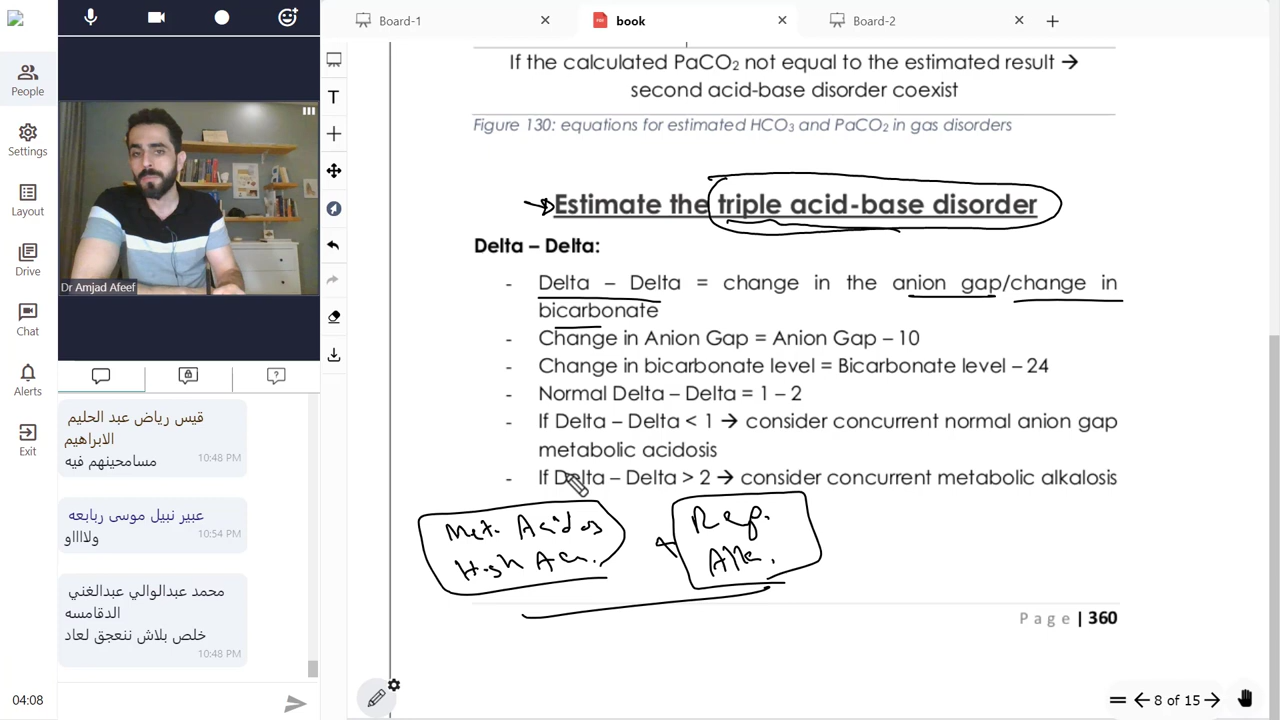 Board-1
book
Board-2
People
Settings
Layout
Drive
Chat
Alerts
Exit
04:08
Dr Amjad Afeef
قيس رياض عبد الحليم
الابراهيم
مسامحينهم فيه
10:48 PM
عبير نبيل موسى ربابعه
ولااااو
10:54 PM
محمد عبدالوالي عبدالغني
الدقامسه
خلص بلاش ننعجق لعاد
10:48 PM
T
If the calculated PaCO₂ not equal to the estimated result →
second acid-base disorder coexist
Figure 130: equations for estimated HCO₃ and PaCO₂ in gas disorders
Estimate the triple acid-base disorder
Delta – Delta:
- Delta – Delta = change in the anion gap/change in
bicarbonate
- Change in Anion Gap = Anion Gap – 10
- Change in bicarbonate level = Bicarbonate level – 24
- Normal Delta – Delta = 1 – 2
- If Delta – Delta < 1 → consider concurrent normal anion gap
metabolic acidosis
- If Delta – Delta > 2 → consider concurrent metabolic alkalosis
Met. Acidos
High An.
+
Resp.
Alk.
Page | 360
8 of 15